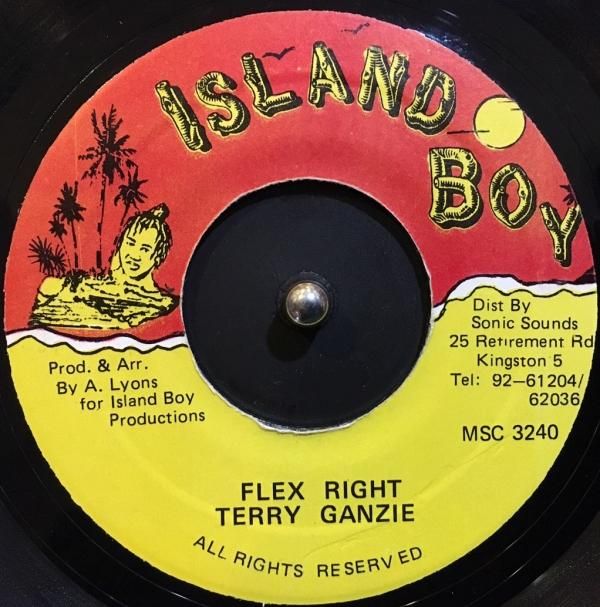 ISLAND
BOY
Prod. & Arr.
By A. Lyons
for Island Boy
Productions
Dist By
Sonic Sounds
25 Retirement Rd
Kingston 5
Tel: 92-61204/
62036
MSC 3240
FLEX RIGHT
TERRY GANZIE
ALL RIGHTS RESERVED